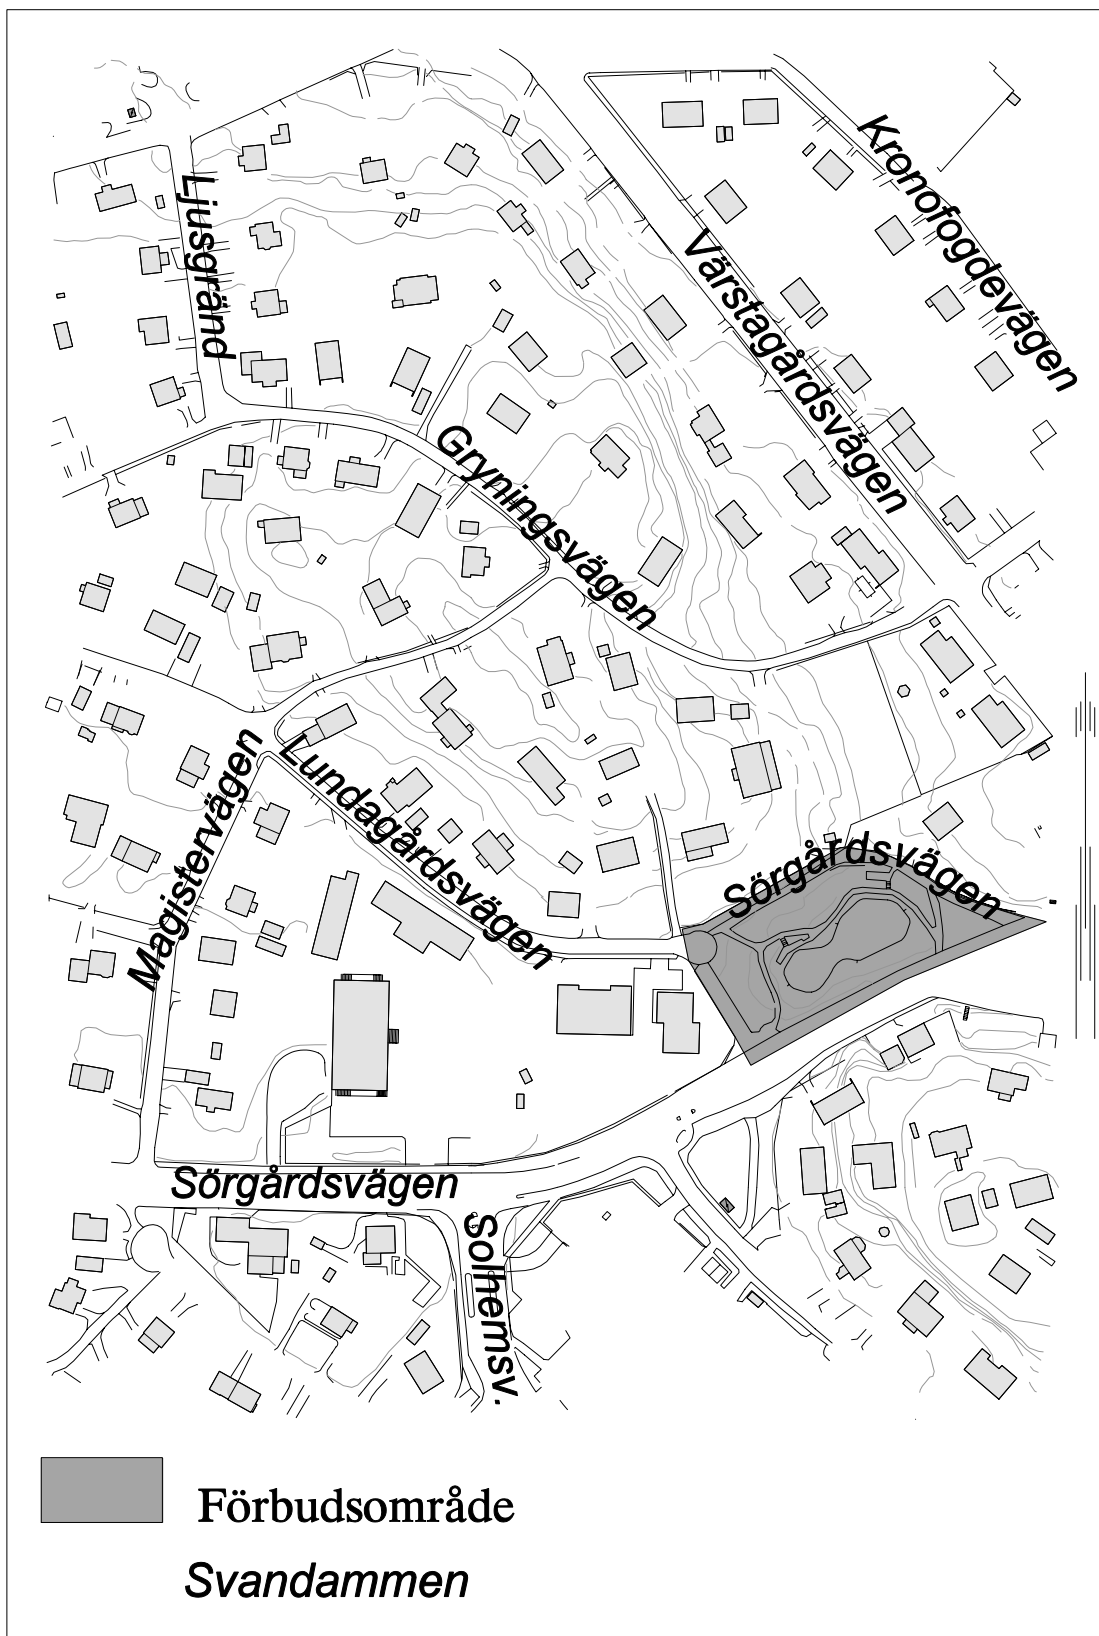 Kronofogdevägen
Ljusgränd
Värstagårdsvägen
Gryningsvägen
Magistervägen
Lundagårdsvägen
Sörgårdsvägen
Sörgårdsvägen
Solhemsv.
Förbudsområde
Svandammen